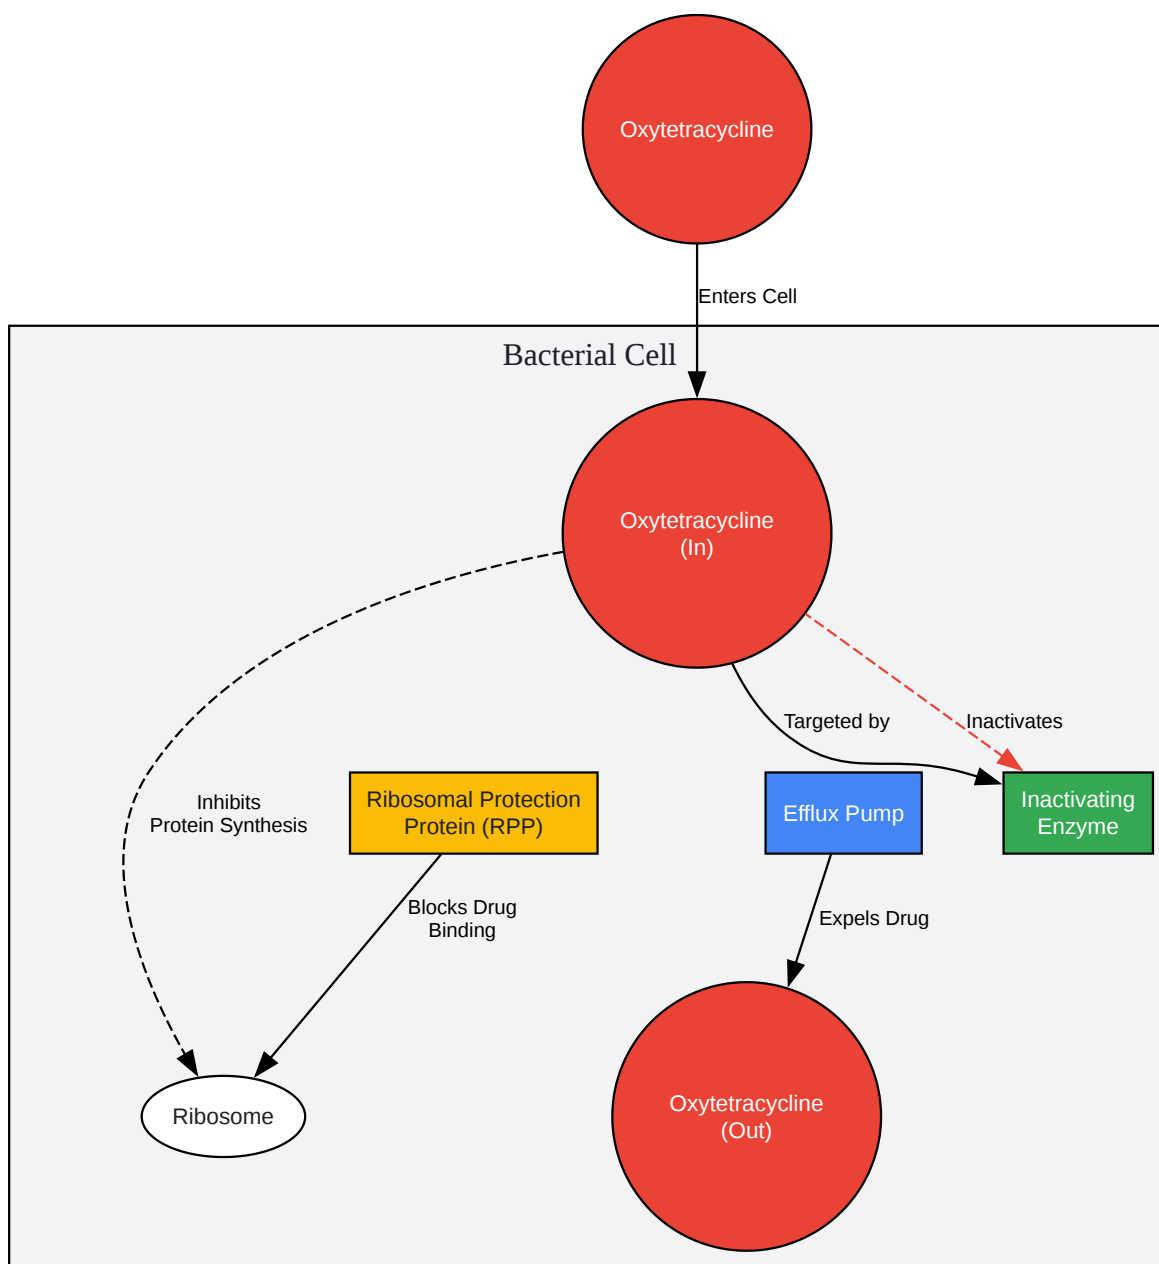 Oxytetracycline
Enters Cell
Bacterial Cell
Oxytetracycline
(In)
Targeted by
Inactivates
Inhibits
Protein Synthesis
Ribosomal Protection
Protein (RPP)
Efflux Pump
Inactivating
Enzyme
Blocks Drug
Binding
Expels Drug
Ribosome
Oxytetracycline
(Out)